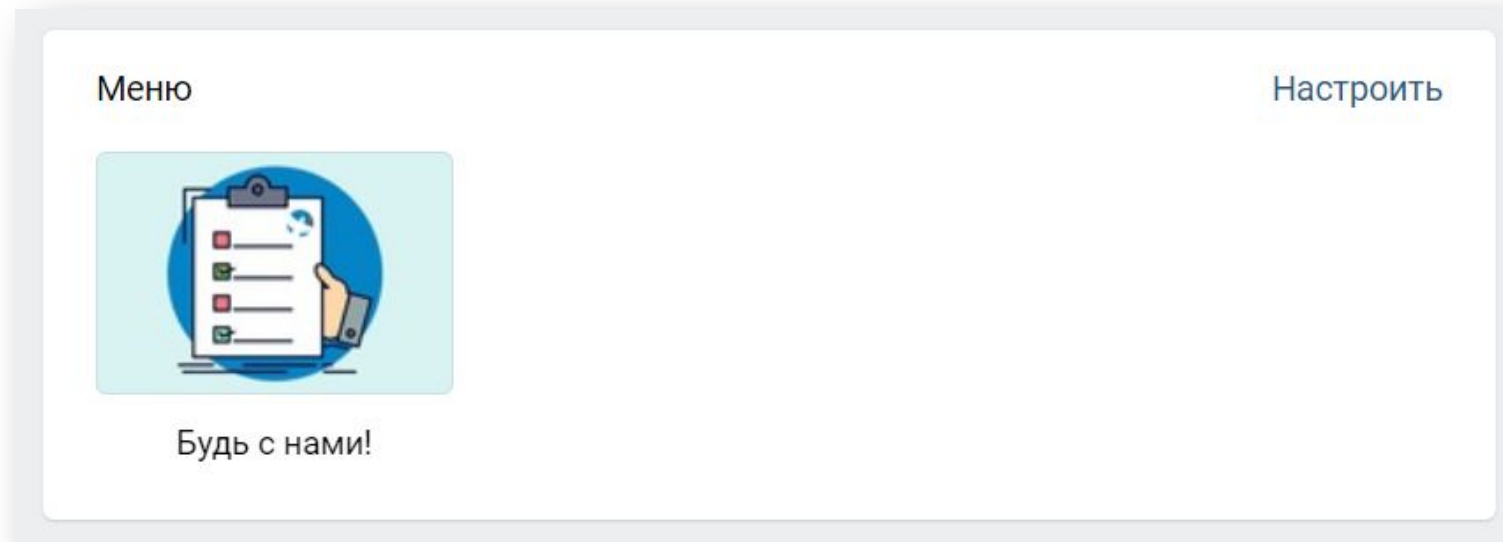 Меню
Настроить
Будь с нами!